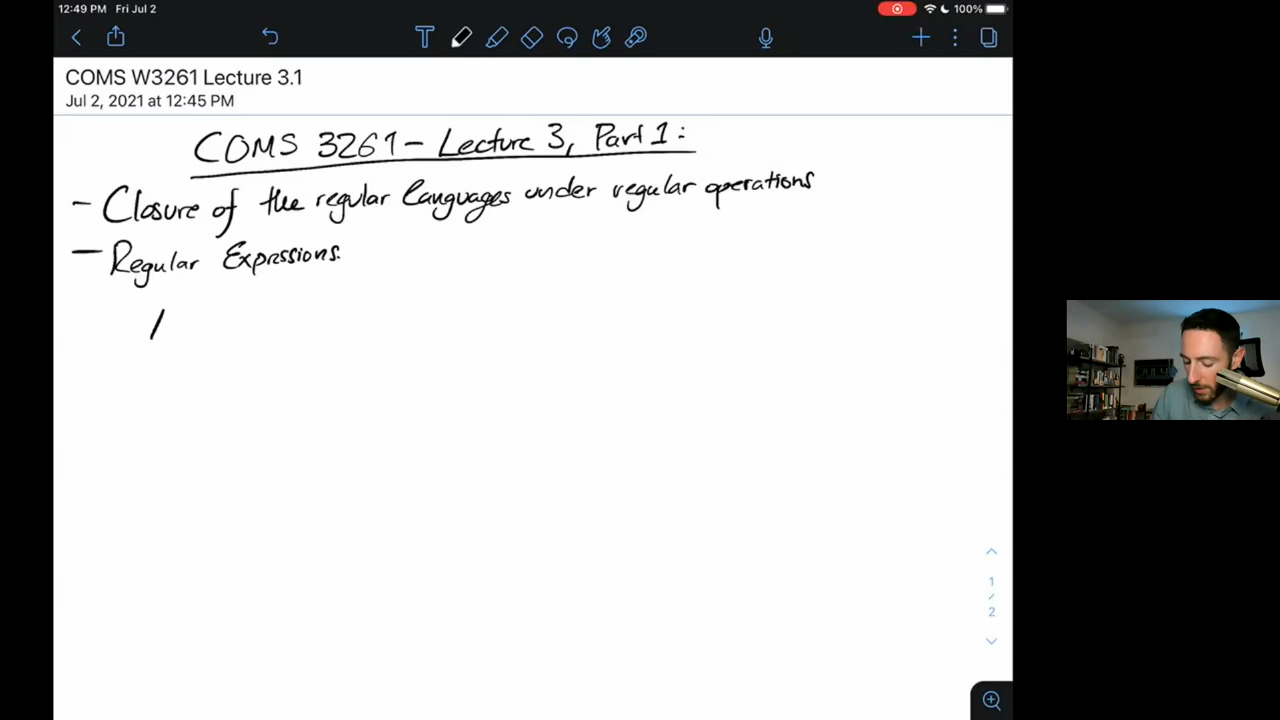 12:49 PM Fri Jul 2
100%
COMS W3261 Lecture 3.1
Jul 2, 2021 at 12:45 PM
COMS 3261 - Lecture 3, Part 1:
- Closure of the regular languages under regular operations
- Regular Expressions.
1
/
2